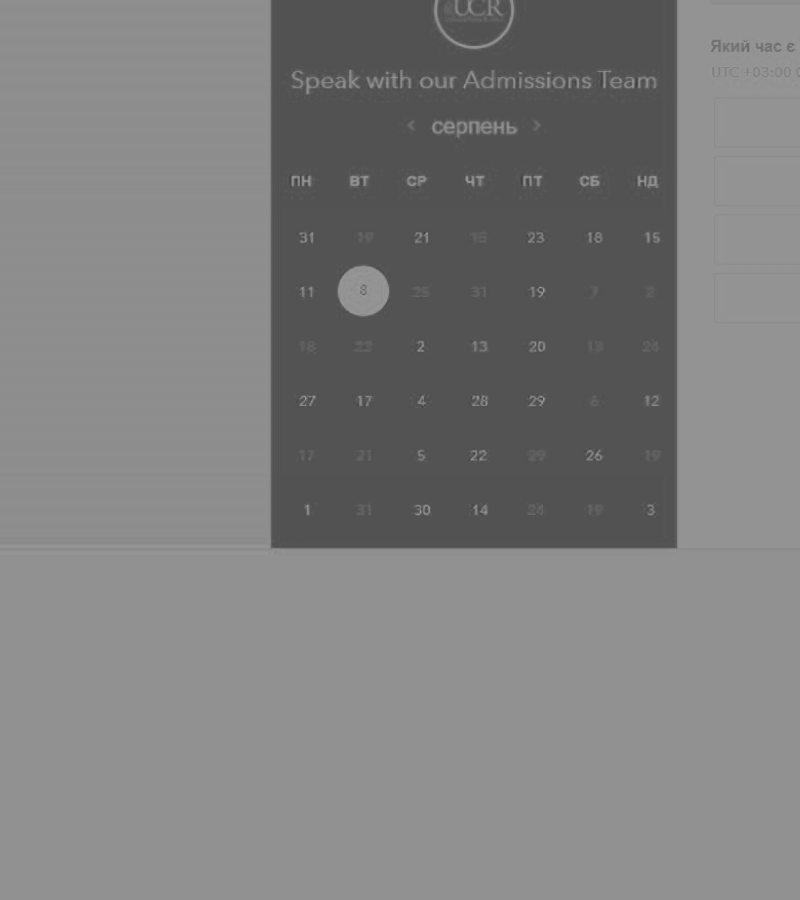 UCR
Speak with our Admissions Team
< серпень >
ПН ВТ СР ЧТ ПТ СБ НД
31 19 21 15 23 18 15
11 8 25 31 19 7 2
18 22 2 13 20 13 24
27 17 4 28 29 6 12
17 21 5 22 29 26 19
1 31 30 14 24 19 3
Який час є
UTC +03:00